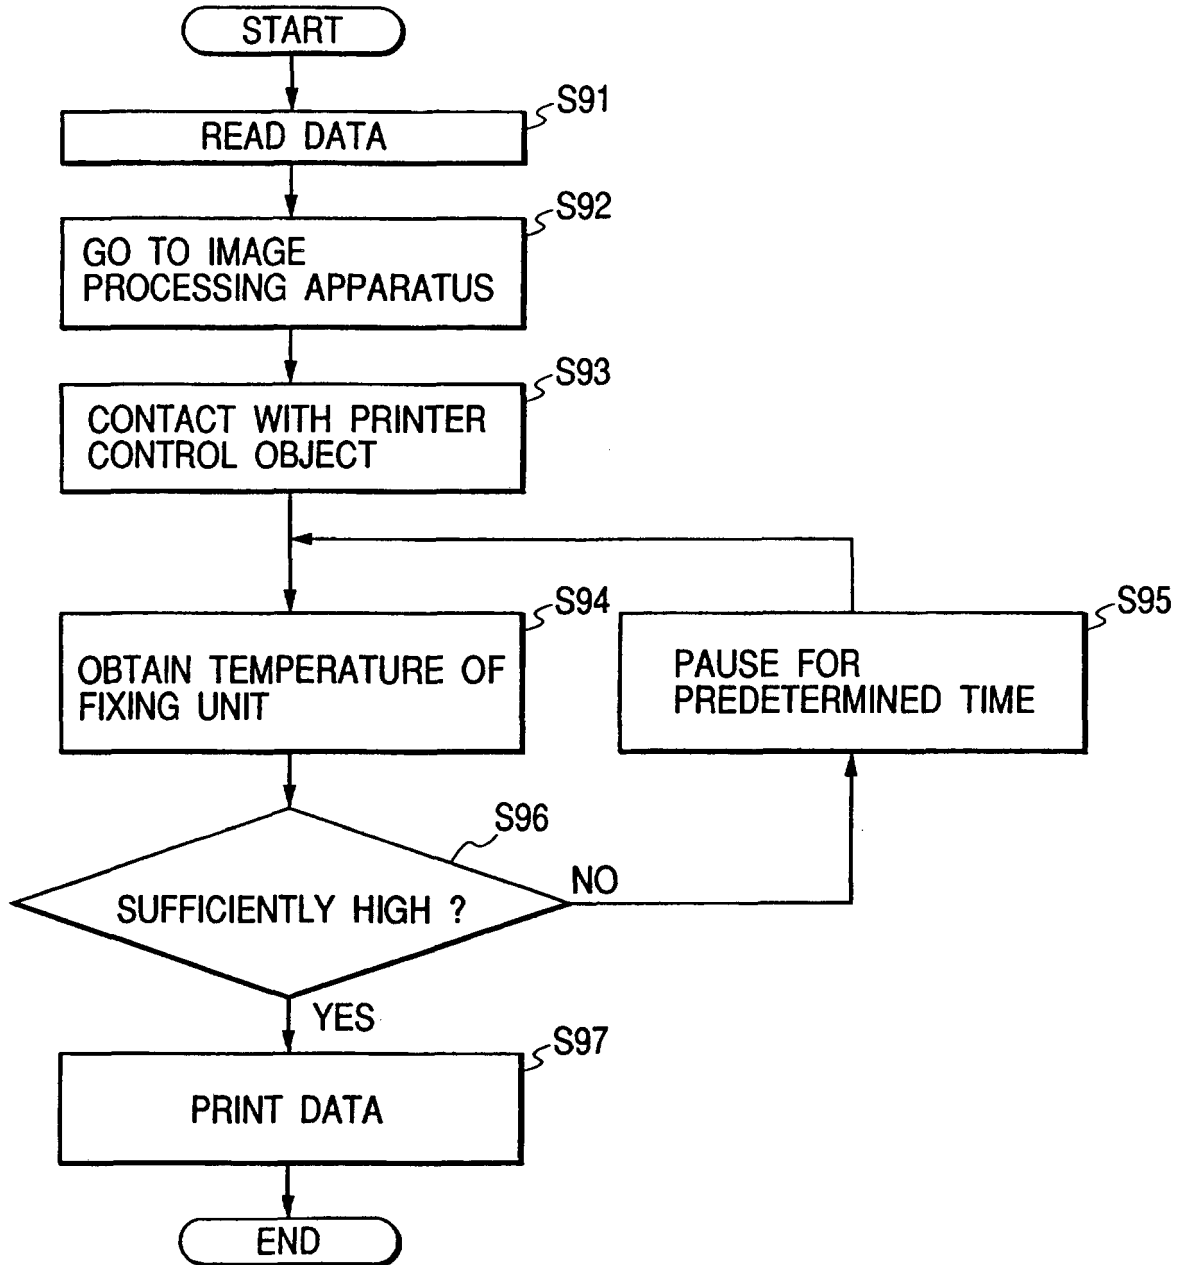 START
S91
READ DATA
S92
GO TO IMAGE
PROCESSING APPARATUS
S93
CONTACT WITH PRINTER
CONTROL OBJECT
S94
OBTAIN TEMPERATURE OF
FIXING UNIT
S95
PAUSE FOR
PREDETERMINED TIME
S96
SUFFICIENTLY HIGH ?
NO
YES
S97
PRINT DATA
END